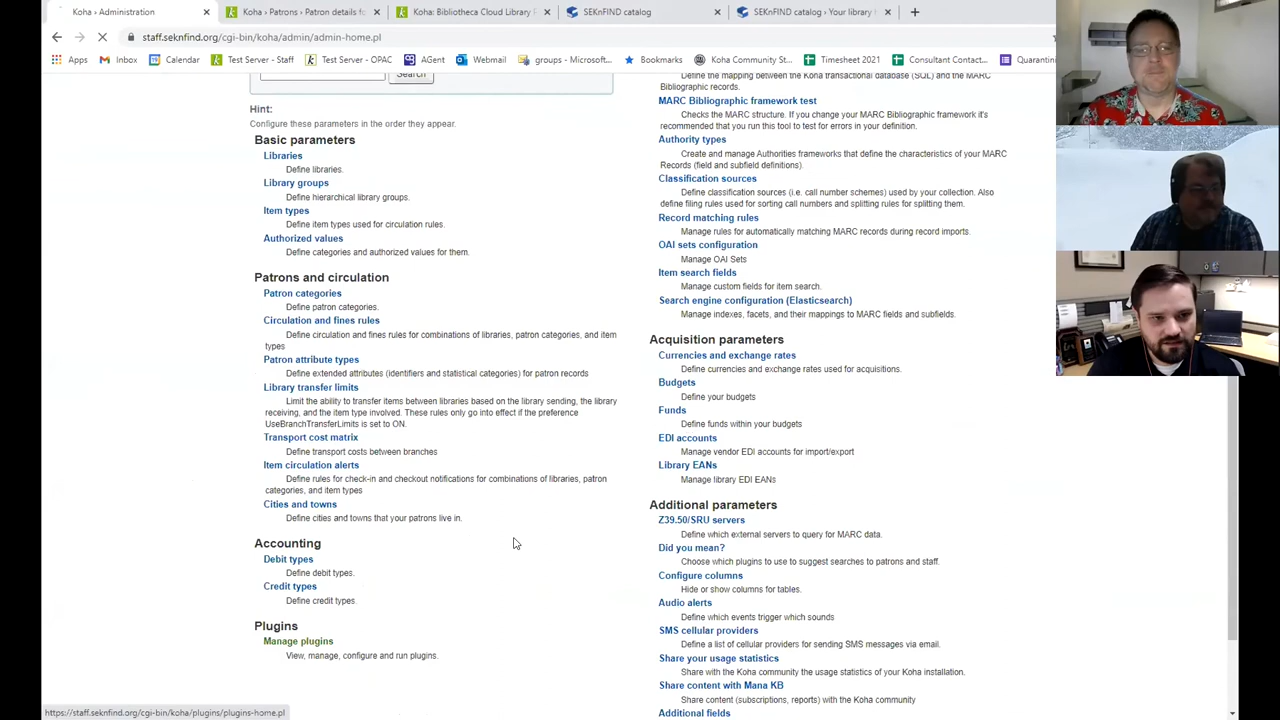 Koha › Administration
Koha › Patrons › Patron details fo
Koha: Bibliotheca Cloud Library P
SEKnFIND catalog
SEKnFIND catalog › Your library h
staff.seknfind.org/cgi-bin/koha/admin/admin-home.pl
Apps
Inbox
Calendar
Test Server - Staff
Test Server - OPAC
AGent
Webmail
groups - Microsoft...
Bookmarks
Koha Community St...
Timesheet 2021
Consultant Contact...
Quarantin
Search
Hint:
Configure these parameters in the order they appear.
Basic parameters
Libraries
Define libraries.
Library groups
Define hierarchical library groups.
Item types
Define item types used for circulation rules.
Authorized values
Define categories and authorized values for them.
Patrons and circulation
Patron categories
Define patron categories.
Circulation and fines rules
Define circulation and fines rules for combinations of libraries, patron categories, and item
types
Patron attribute types
Define extended attributes (identifiers and statistical categories) for patron records
Library transfer limits
Limit the ability to transfer items between libraries based on the library sending, the library
receiving, and the item type involved. These rules only go into effect if the preference
UseBranchTransferLimits is set to ON.
Transport cost matrix
Define transport costs between branches
Item circulation alerts
Define rules for check-in and checkout notifications for combinations of libraries, patron
categories, and item types
Cities and towns
Define cities and towns that your patrons live in.
Accounting
Debit types
Define debit types.
Credit types
Define credit types.
Plugins
Manage plugins
View, manage, configure and run plugins.
Define the mapping between the Koha transactional database (SQL) and the MARC
Bibliographic records.
MARC Bibliographic framework test
Checks the MARC structure. If you change your MARC Bibliographic framework it's
recommended that you run this tool to test for errors in your definition.
Authority types
Create and manage Authorities frameworks that define the characteristics of your MARC
Records (field and subfield definitions).
Classification sources
Define classification sources (i.e. call number schemes) used by your collection. Also
define filing rules used for sorting call numbers and splitting rules for splitting them.
Record matching rules
Manage rules for automatically matching MARC records during record imports.
OAI sets configuration
Manage OAI Sets
Item search fields
Manage custom fields for item search.
Search engine configuration (Elasticsearch)
Manage indexes, facets, and their mappings to MARC fields and subfields.
Acquisition parameters
Currencies and exchange rates
Define currencies and exchange rates used for acquisitions.
Budgets
Define your budgets
Funds
Define funds within your budgets
EDI accounts
Manage vendor EDI accounts for import/export
Library EANs
Manage library EDI EANs
Additional parameters
Z39.50/SRU servers
Define which external servers to query for MARC data.
Did you mean?
Choose which plugins to use to suggest searches to patrons and staff.
Configure columns
Hide or show columns for tables.
Audio alerts
Define which events trigger which sounds
SMS cellular providers
Define a list of cellular providers for sending SMS messages via email.
Share your usage statistics
Share with the Koha community the usage statistics of your Koha installation.
Share content with Mana KB
Share content (subscriptions, reports) with the Koha community
Additional fields
https://staff.seknfind.org/cgi-bin/koha/plugins/plugins-home.pl